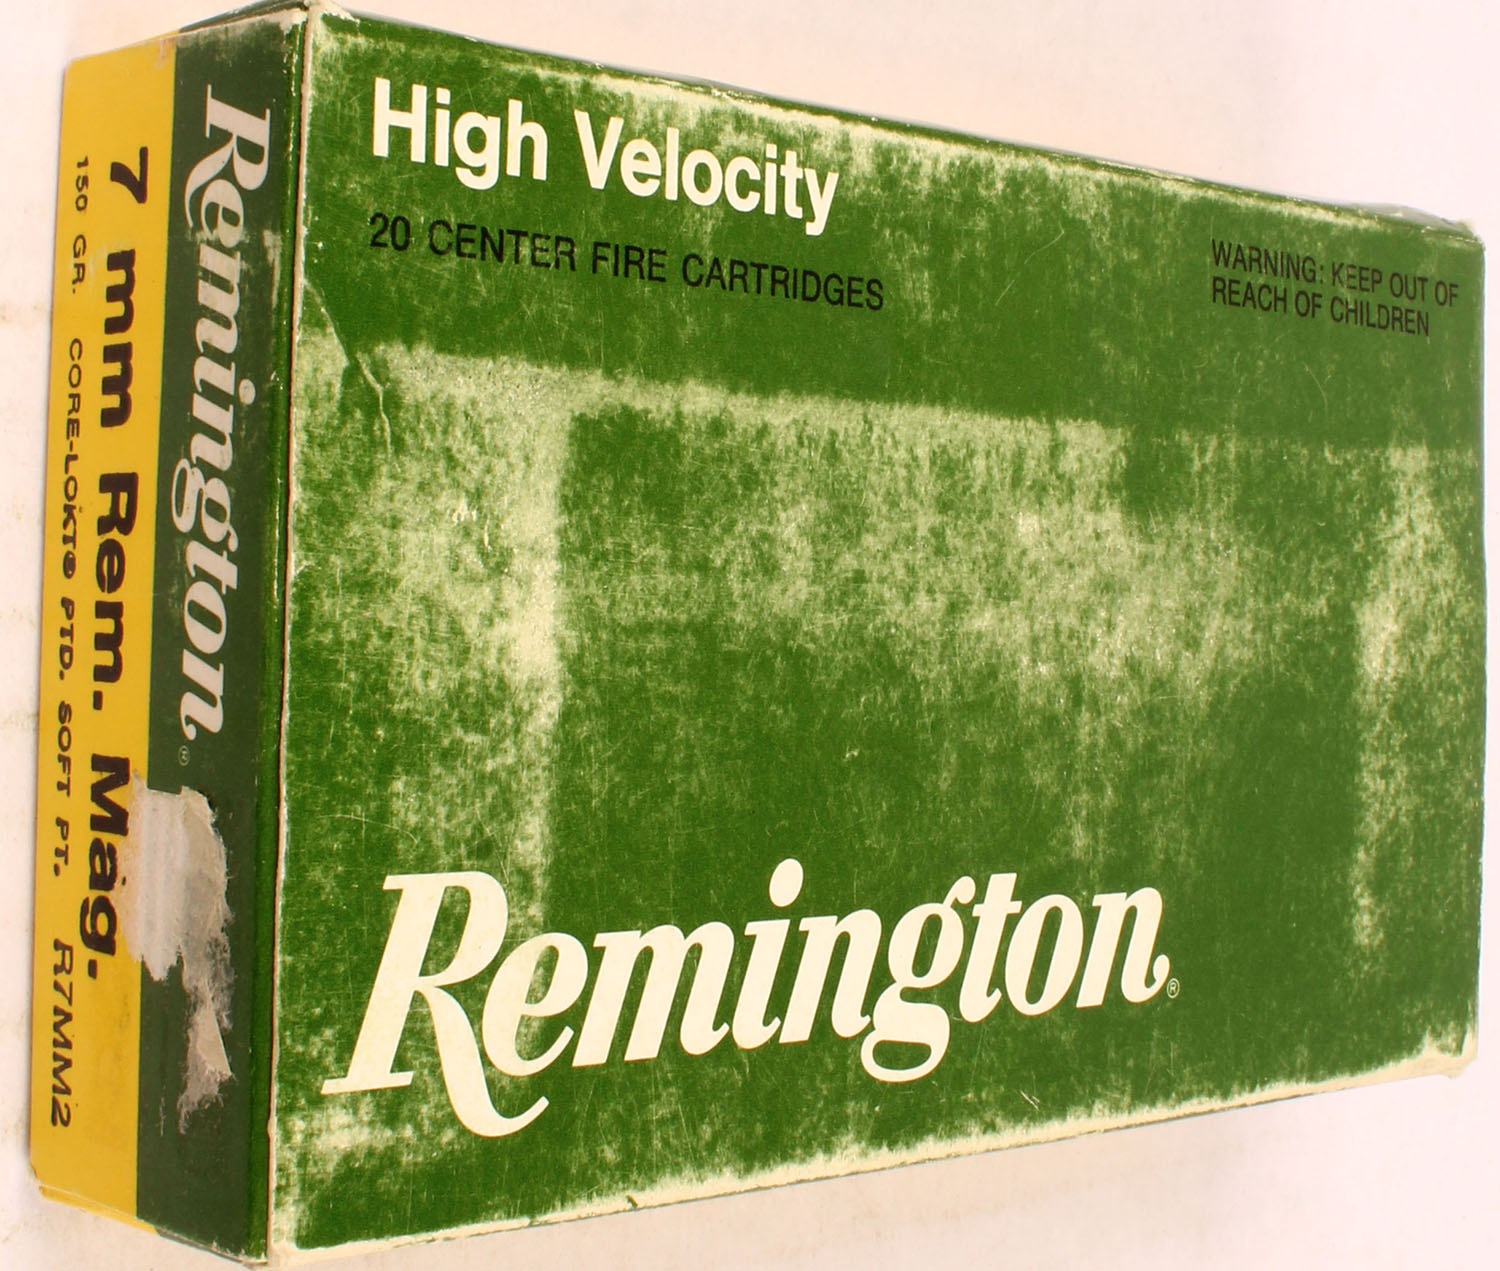 High Velocity
20 CENTER FIRE CARTRIDGES
WARNING: KEEP OUT OF
REACH OF CHILDREN
Remington®
Remington®
7 mm Rem. Mag.
150 GR. CORE-LOKT® PTD. SOFT PT. R7MM2